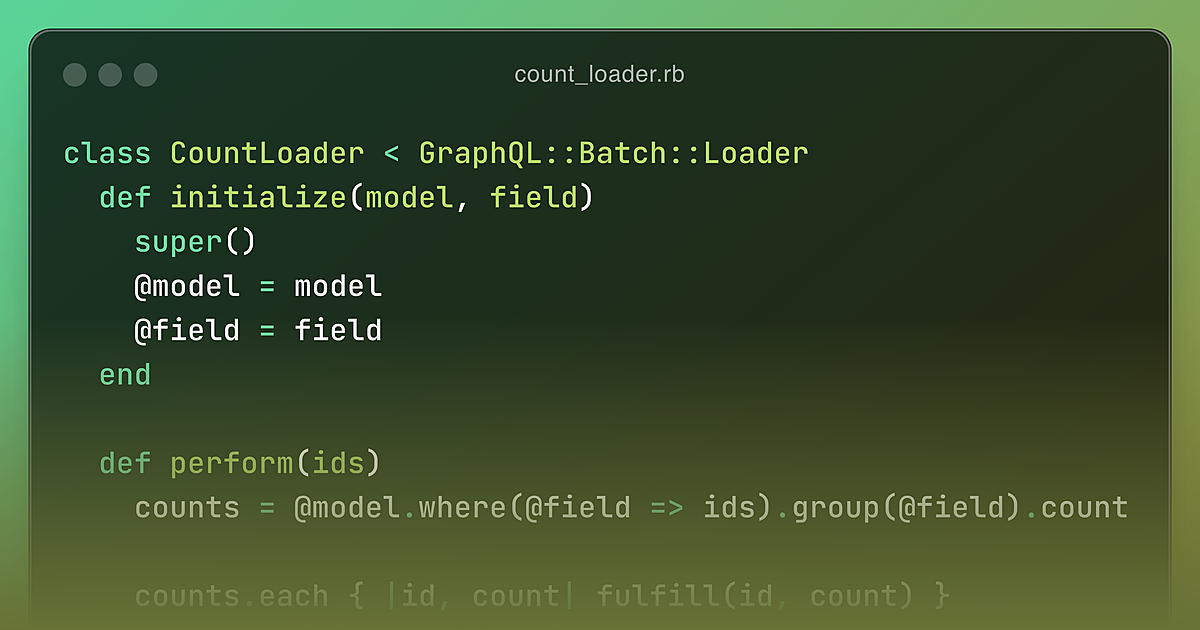 count_loader.rb
class CountLoader < GraphQL::Batch::Loader
  def initialize(model, field)
    super()
    @model = model
    @field = field
  end

  def perform(ids)
    counts = @model.where(@field => ids).group(@field).count

    counts.each { |id, count| fulfill(id, count) }